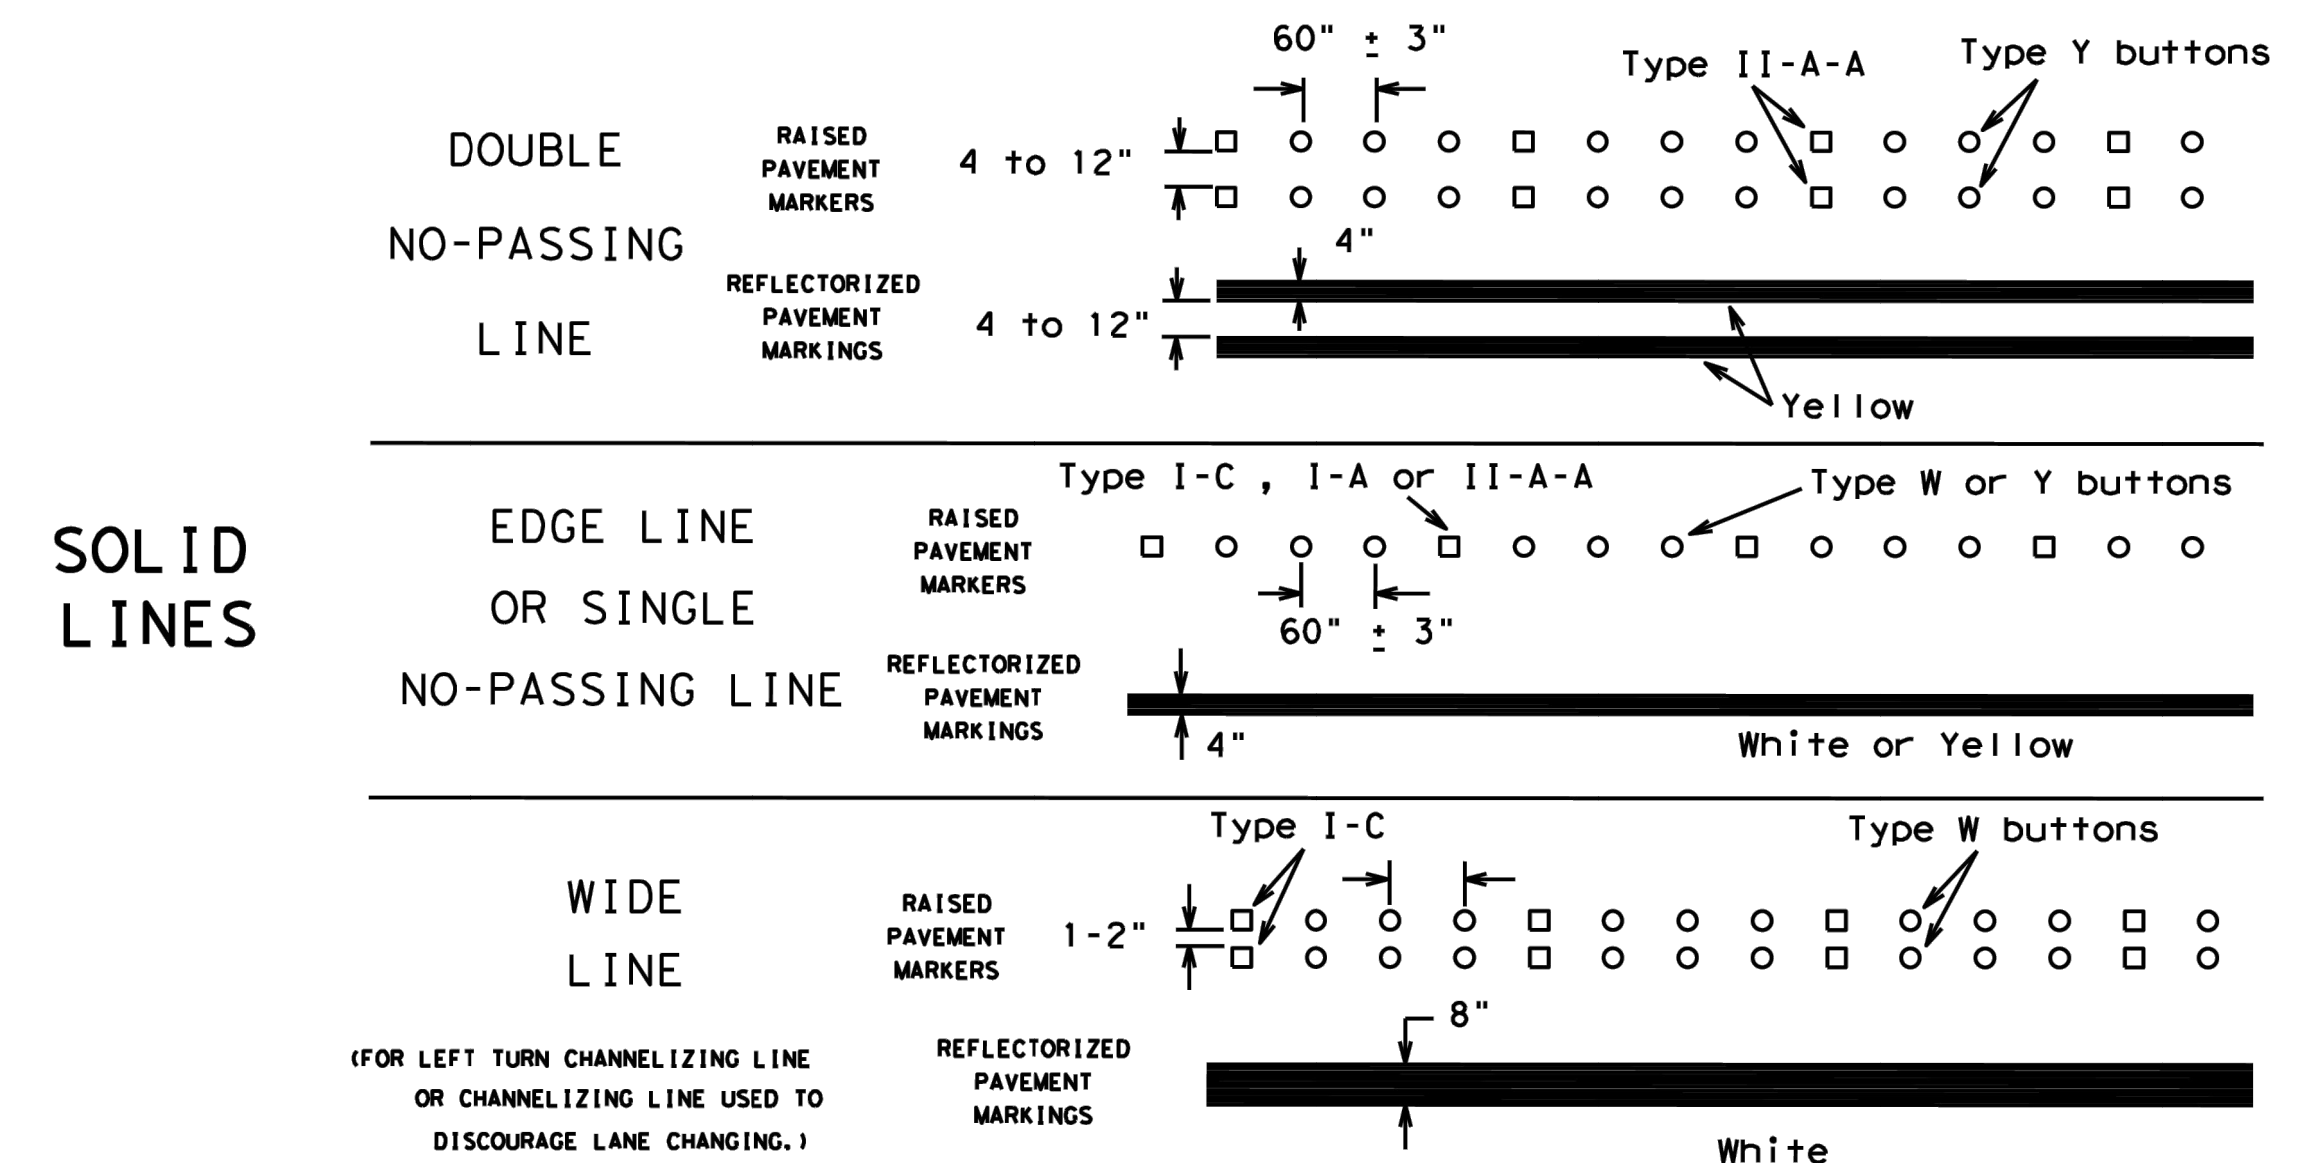 SOLID
LINES
DOUBLE
NO-PASSING
LINE
RAISED
PAVEMENT
MARKERS
4 to 12"
60" ± 3"
Type II-A-A
Type Y buttons
REFLECTORIZED
PAVEMENT
MARKINGS
4 to 12"
4"
Yellow
EDGE LINE
OR SINGLE
NO-PASSING LINE
RAISED
PAVEMENT
MARKERS
Type I-C , I-A or II-A-A
Type W or Y buttons
60" ± 3"
REFLECTORIZED
PAVEMENT
MARKINGS
4"
White or Yellow
WIDE
LINE
(FOR LEFT TURN CHANNELIZING LINE
OR CHANNELIZING LINE USED TO
DISCOURAGE LANE CHANGING.)
RAISED
PAVEMENT
MARKERS
1-2"
Type I-C
Type W buttons
REFLECTORIZED
PAVEMENT
MARKINGS
8"
White